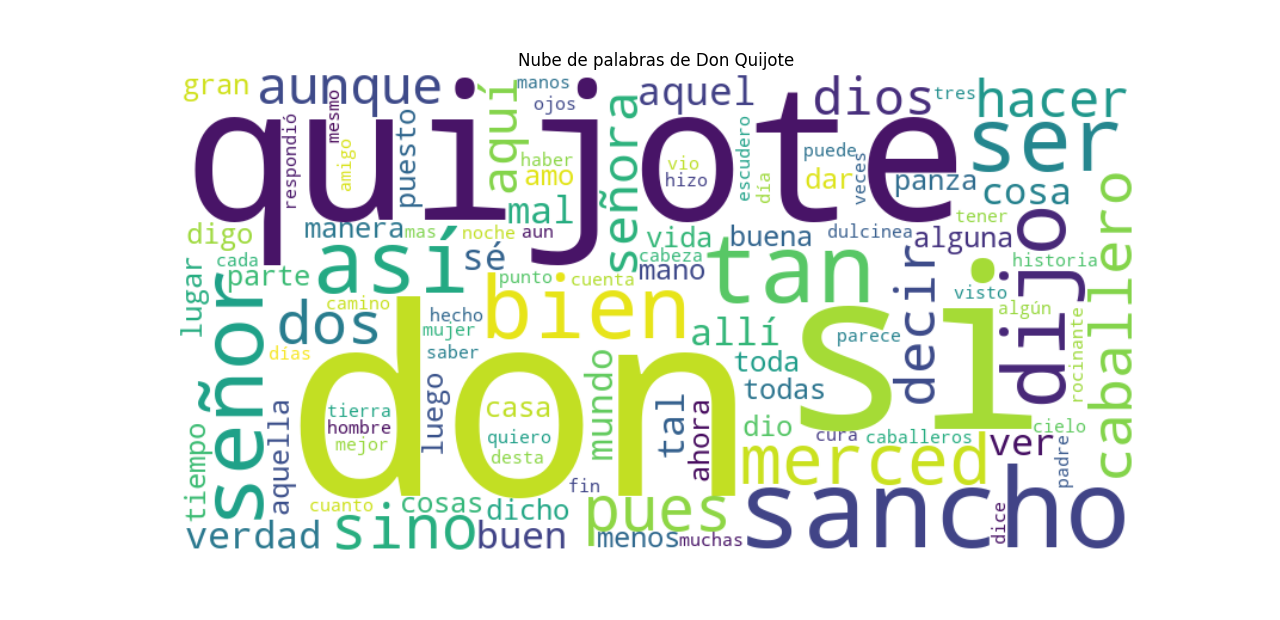 Nube de palabras de Don Quijote
gran
aunque
manos
ojos
aquel
dios
tres
hacer
quijote
respondió
mesmo
amigo
puesto
aquí
haber
amo
señora
vio
hizo
escudero
día
puede
dar
veces
panza
ser
cosa
tener
digo
manera
mas
noche
aun
mal
vida
buena
dulcinea
alguna
dijo
historia
caballero
cada
parte
lugar
así
sé
punto
cuenta
cabeza
mano
tan
decir
visto
algún
señor
camino
dos
días
hecho
mujer
saber
bien
allí
parece
rocinante
don
si
toda
todas
mundo
luego
casa
quiero
desta
tierra
hombre
mejor
tal
ahora
dio
cura
caballeros
ver
cielo
padre
tiempo
aquella
cuanto
cosas
dicho
fin
merced
verdad
sino
buen
pues
menos
muchas
sancho
dice